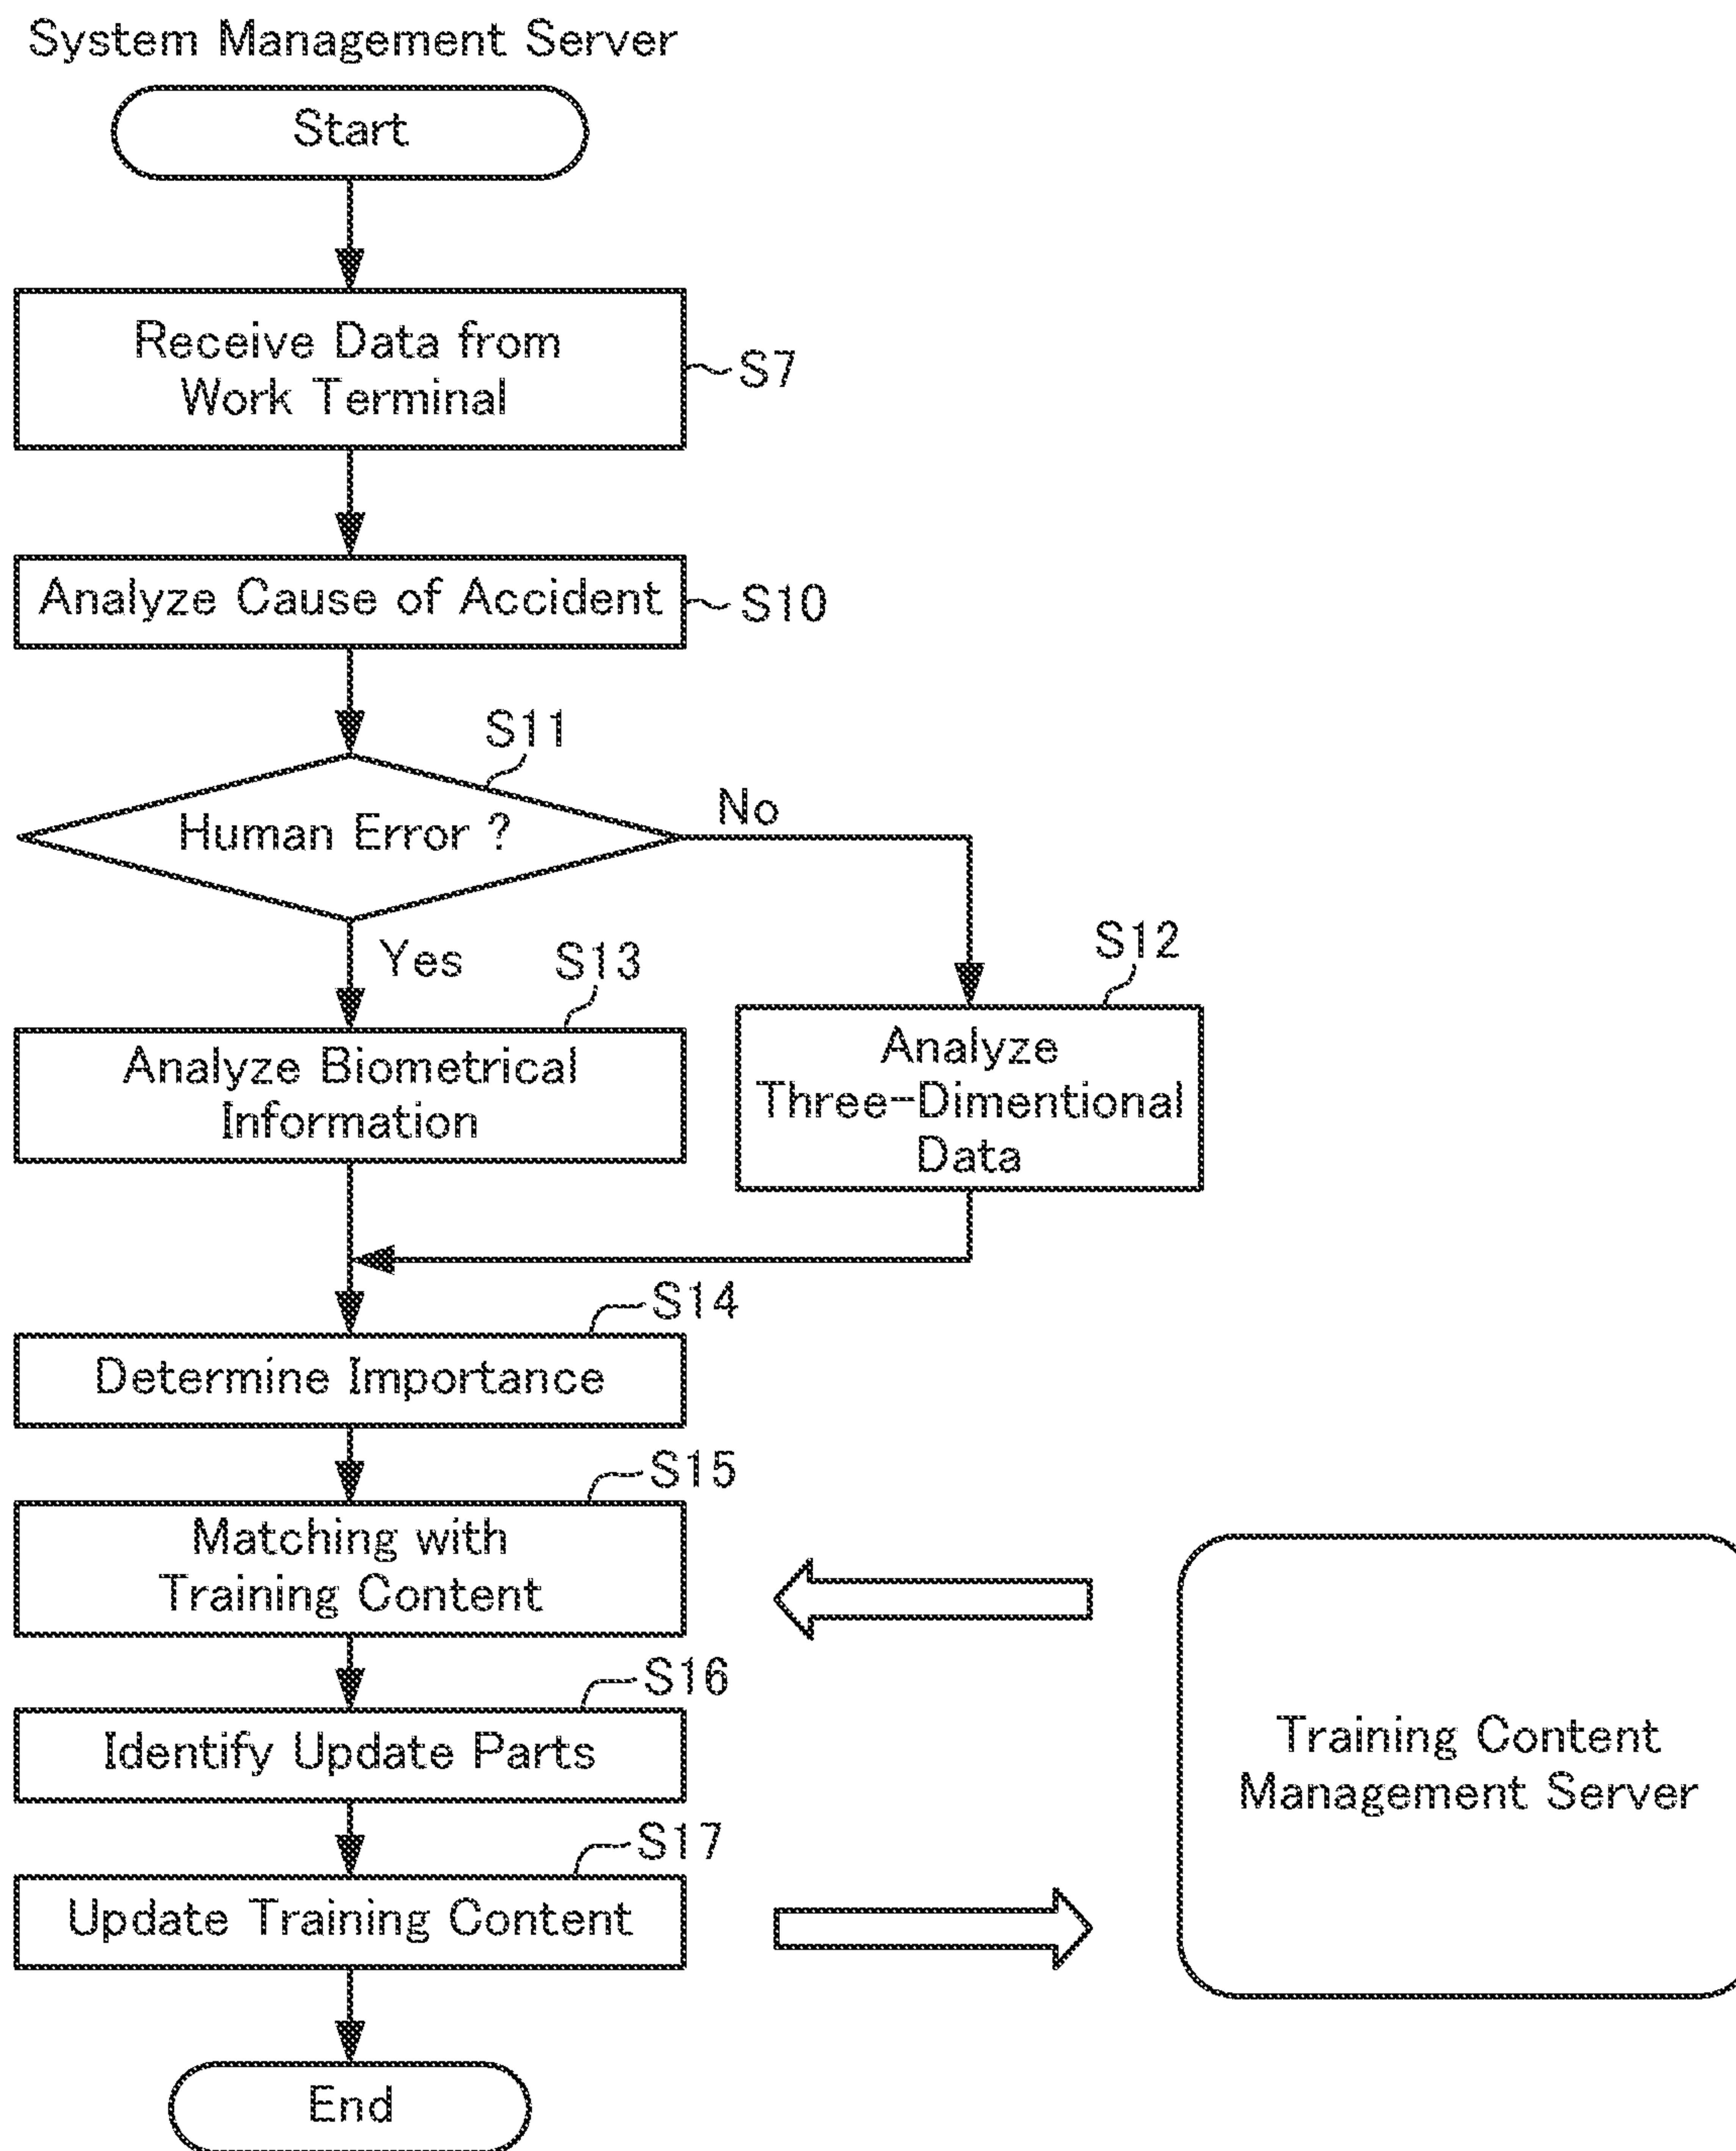 System Management Server
Start
Receive Data from
Work Terminal
S7
Analyze Cause of Accident
S10
S11
Human Error ?
No
Yes
S13
S12
Analyze Biometrical
Information
Analyze
Three-Dimentional
Data
S14
Determine Importance
S15
Matching with
Training Content
S16
Identify Update Parts
Training Content
Management Server
S17
Update Training Content
End